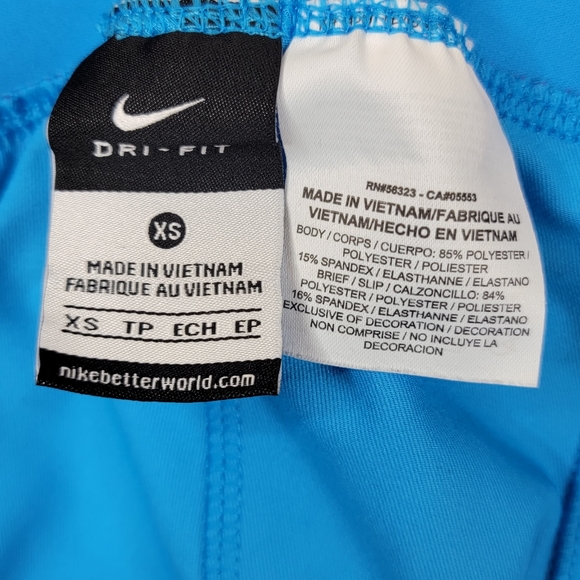 DRI-FIT
XS
MADE IN VIETNAM
FABRIQUE AU VIETNAM
XS TP ECH EP
nikebetterworld.com
RN#56323 - CA#05553
MADE IN VIETNAM/FABRIQUE AU
VIETNAM/HECHO EN VIETNAM
BODY / CORPS / CUERPO: 85% POLYESTER /
POLYESTER / POLIESTER
15% SPANDEX / ELASTHANNE / ELASTANO
BRIEF / SLIP / CALZONCILLO: 84%
POLYESTER / POLYESTER / POLIESTER
16% SPANDEX / ELASTHANNE / ELASTANO
EXCLUSIVE OF DECORATION / DECORATION
NON COMPRISE / NO INCLUYE LA
DECORACION